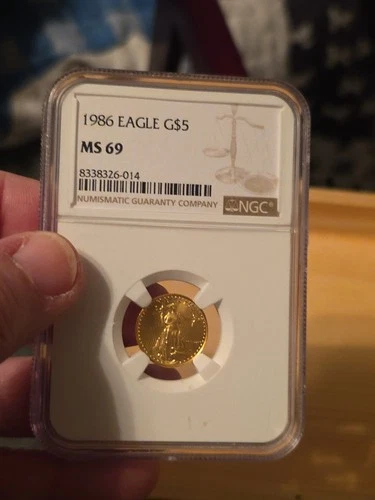 1986 EAGLE G$5
MS 69
8338326-014
NUMISMATIC GUARANTY COMPANY
NGC®